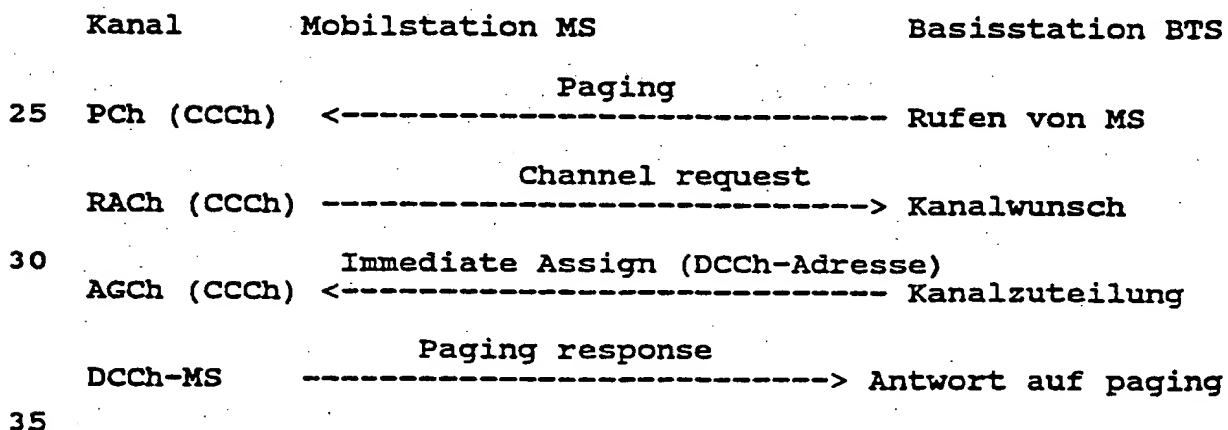 Kanal Mobilstation MS Basisstation BTS
Paging
25 PCh (CCCh) <---------------------------- Rufen von MS
Channel request
RACh (CCCh) ----------------------------> Kanalwunsch
30 Immediate Assign (DCCh-Adresse)
AGCh (CCCh) <---------------------------- Kanalzuteilung
Paging response
DCCh-MS ---------------------------> Antwort auf paging
35